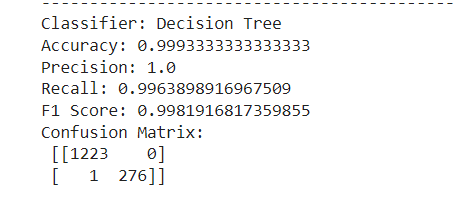 --------------------------------------------
Classifier: Decision Tree
Accuracy: 0.9993333333333333
Precision: 1.0
Recall: 0.9963898916967509
F1 Score: 0.9981916817359855
Confusion Matrix:
[[1223    0]
[   1  276]]